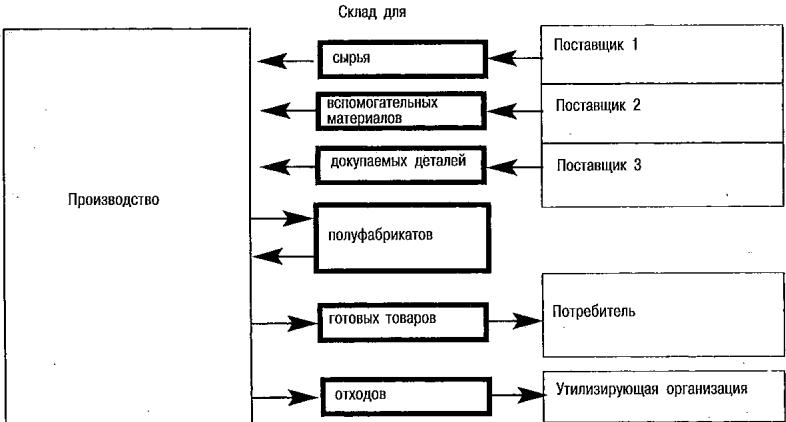 Склад для
сырья
Поставщик 1
вспомогательных
материалов
Поставщик 2
докупаемых деталей
Поставщик 3
Производство
полуфабрикатов
готовых товаров
Потребитель
отходов
Утилизирующая организация